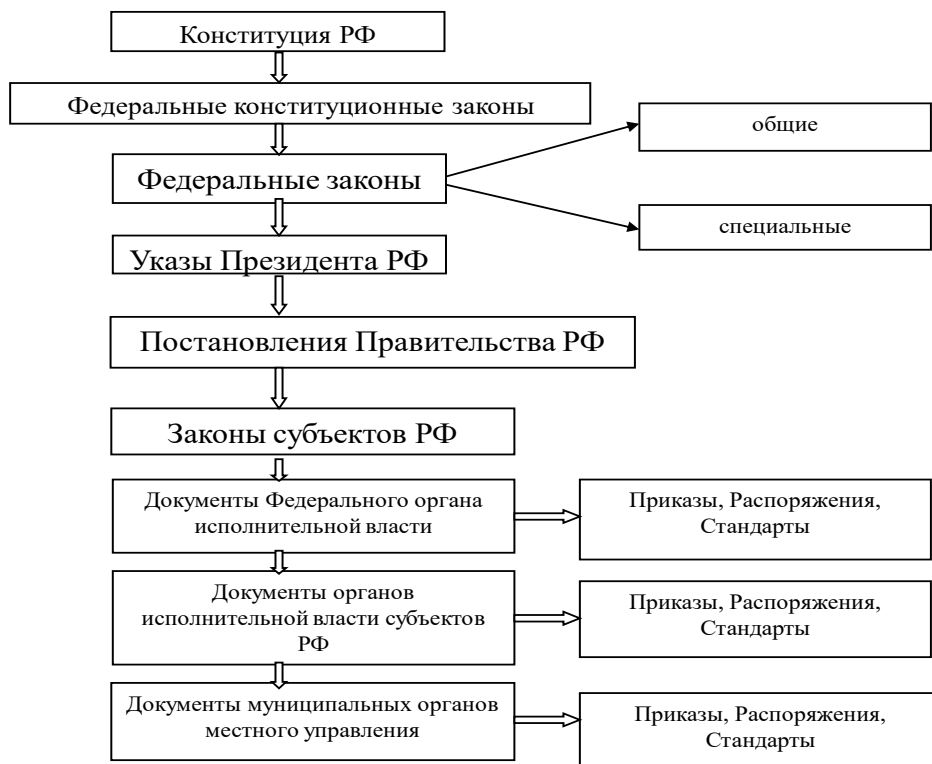 Конституция РФ
Федеральные конституционные законы
общие
Федеральные законы
специальные
Указы Президента РФ
Постановления Правительства РФ
Законы субъектов РФ
Документы Федерального органа
исполнительной власти
Приказы, Распоряжения,
Стандарты
Документы органов
исполнительной власти субъектов
РФ
Приказы, Распоряжения,
Стандарты
Документы муниципальных органов
местного управления
Приказы, Распоряжения,
Стандарты